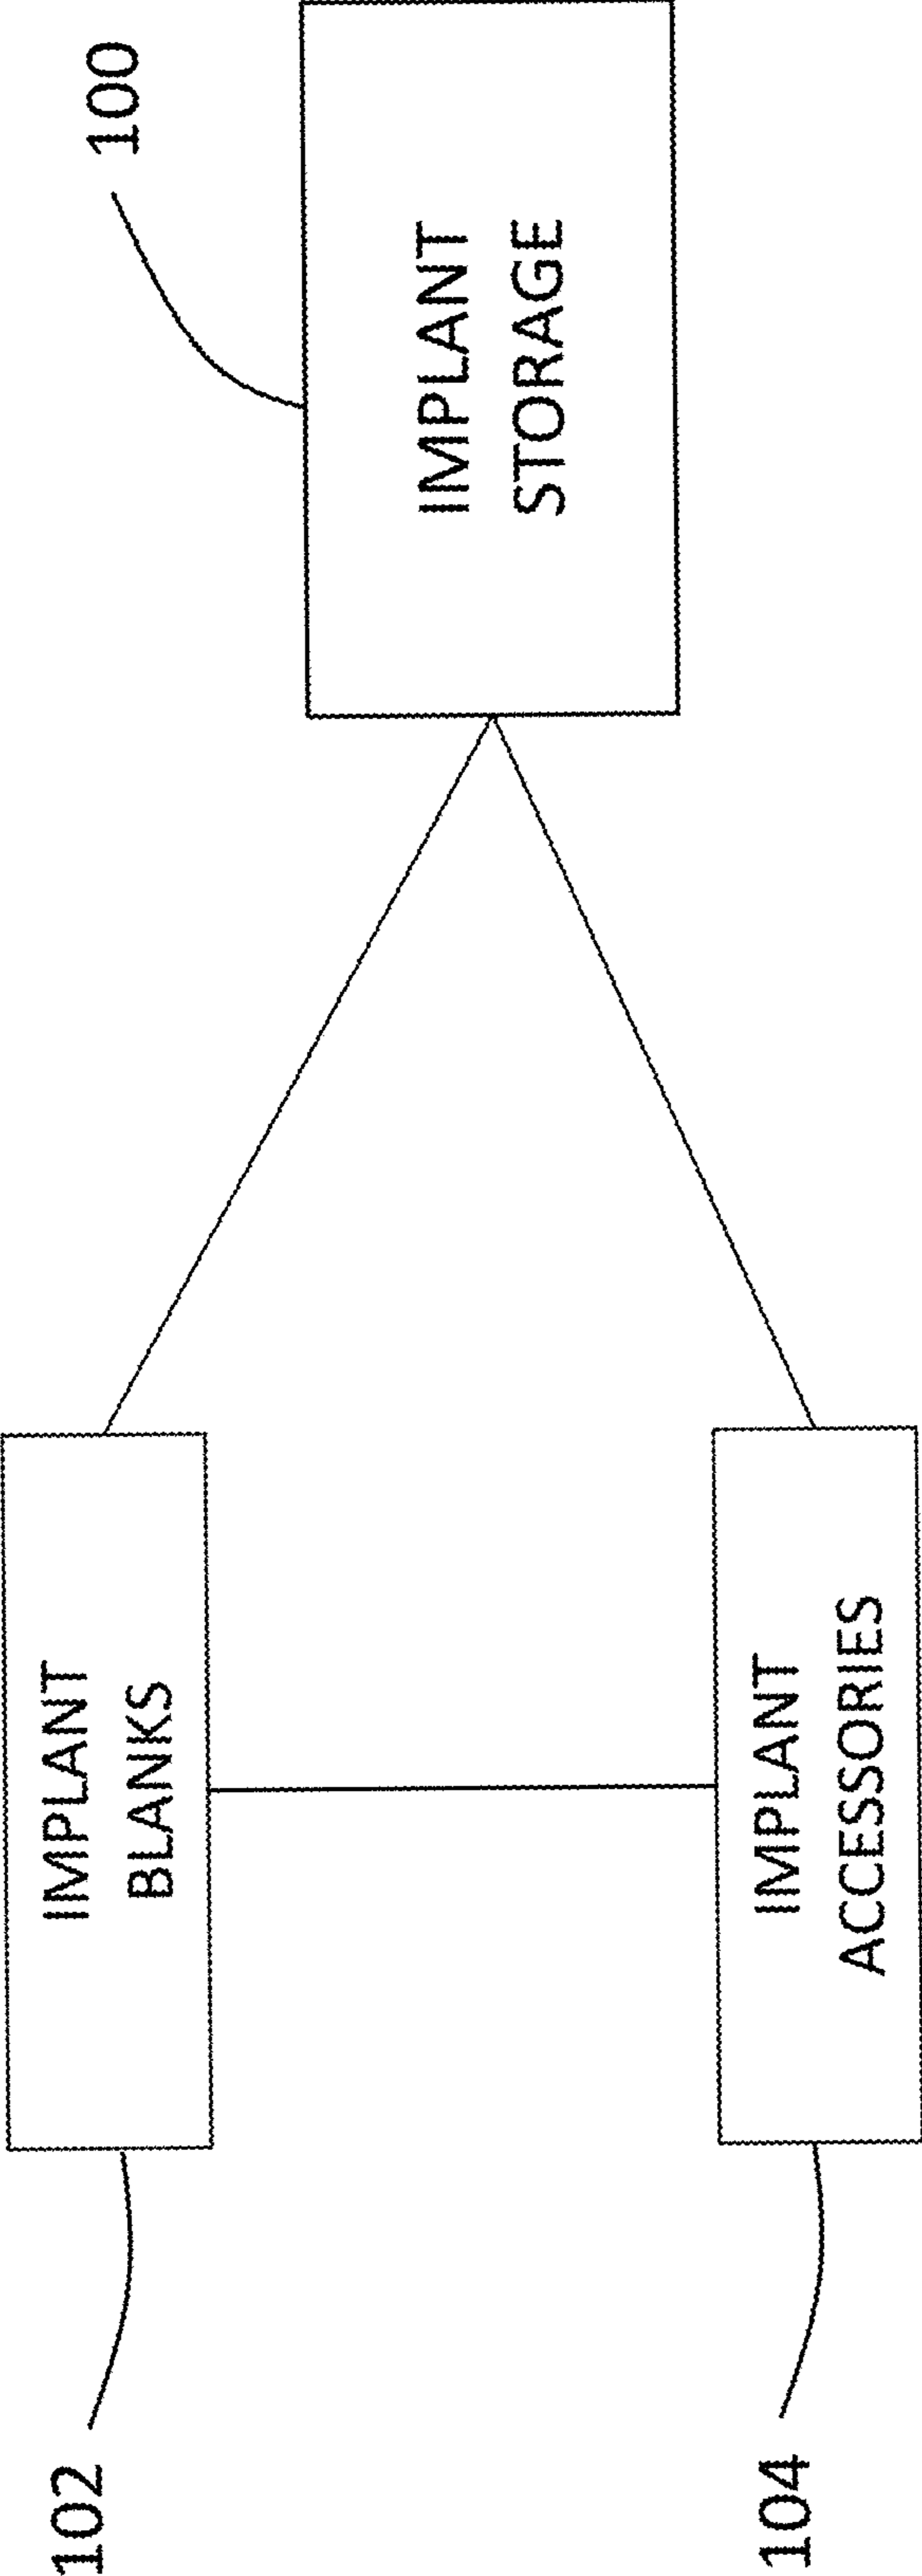 100
IMPLANT
STORAGE
102
IMPLANT
BLANKS
104
IMPLANT
ACCESSORIES